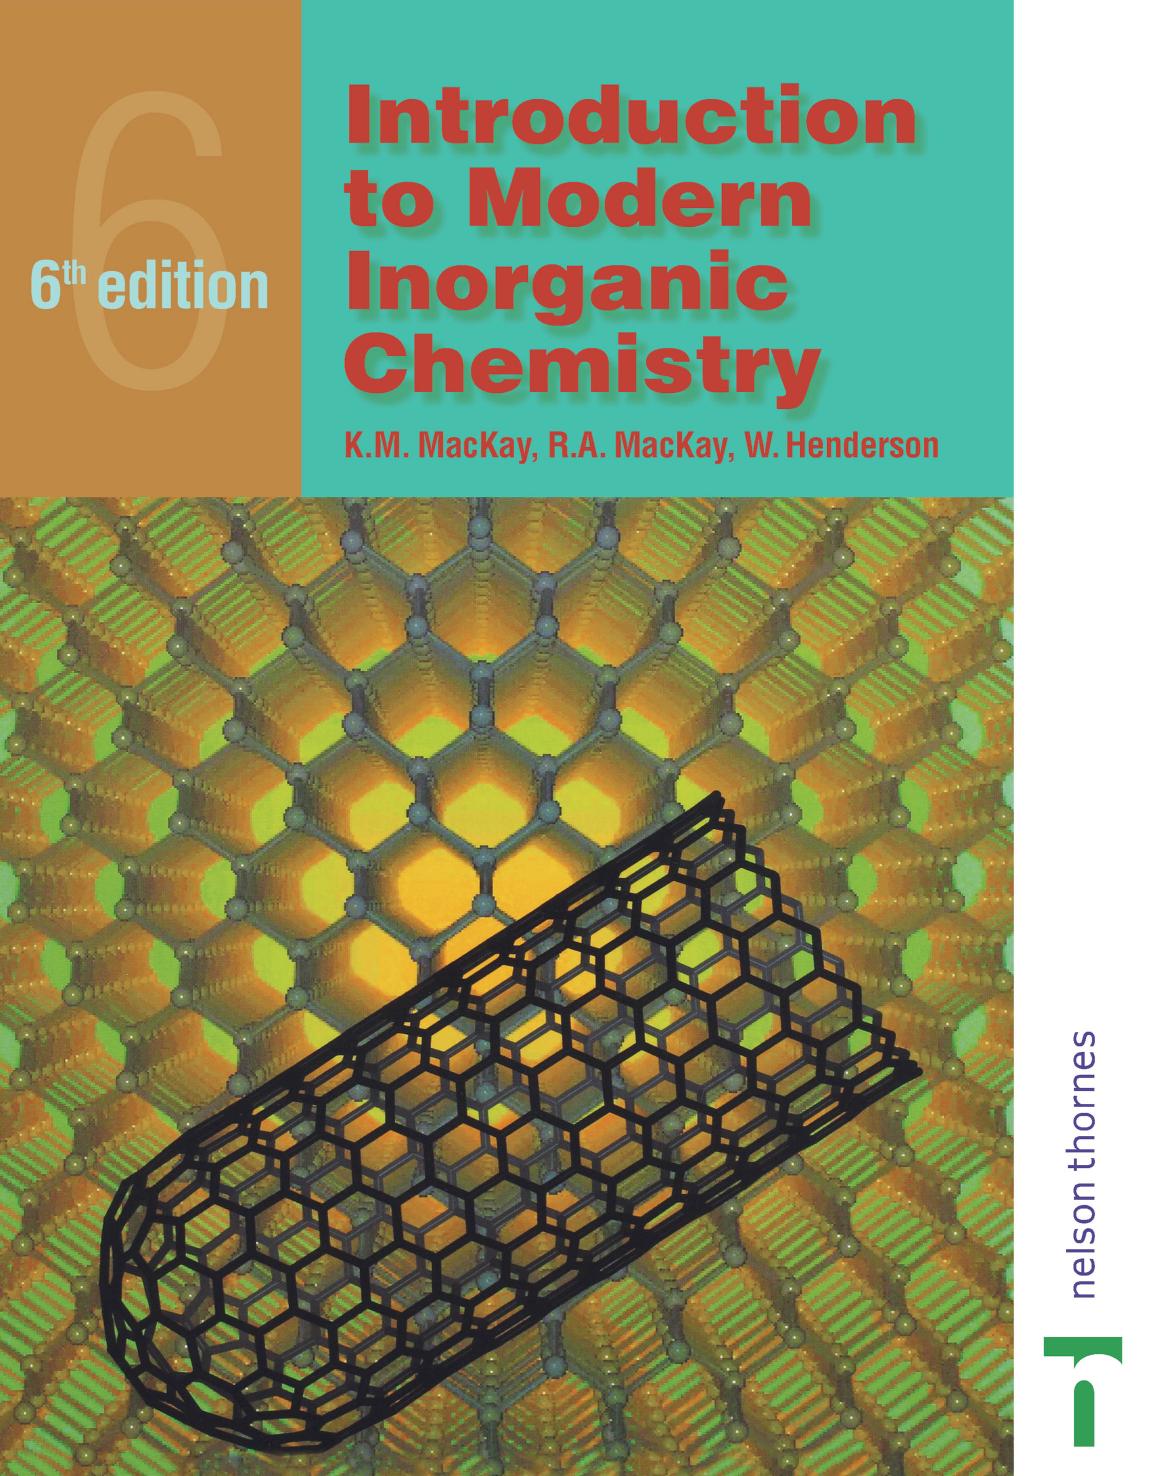 6
6th edition
Introduction
to Modern
Inorganic
Chemistry
K.M. MacKay, R.A. MacKay, W. Henderson
nelson thornes